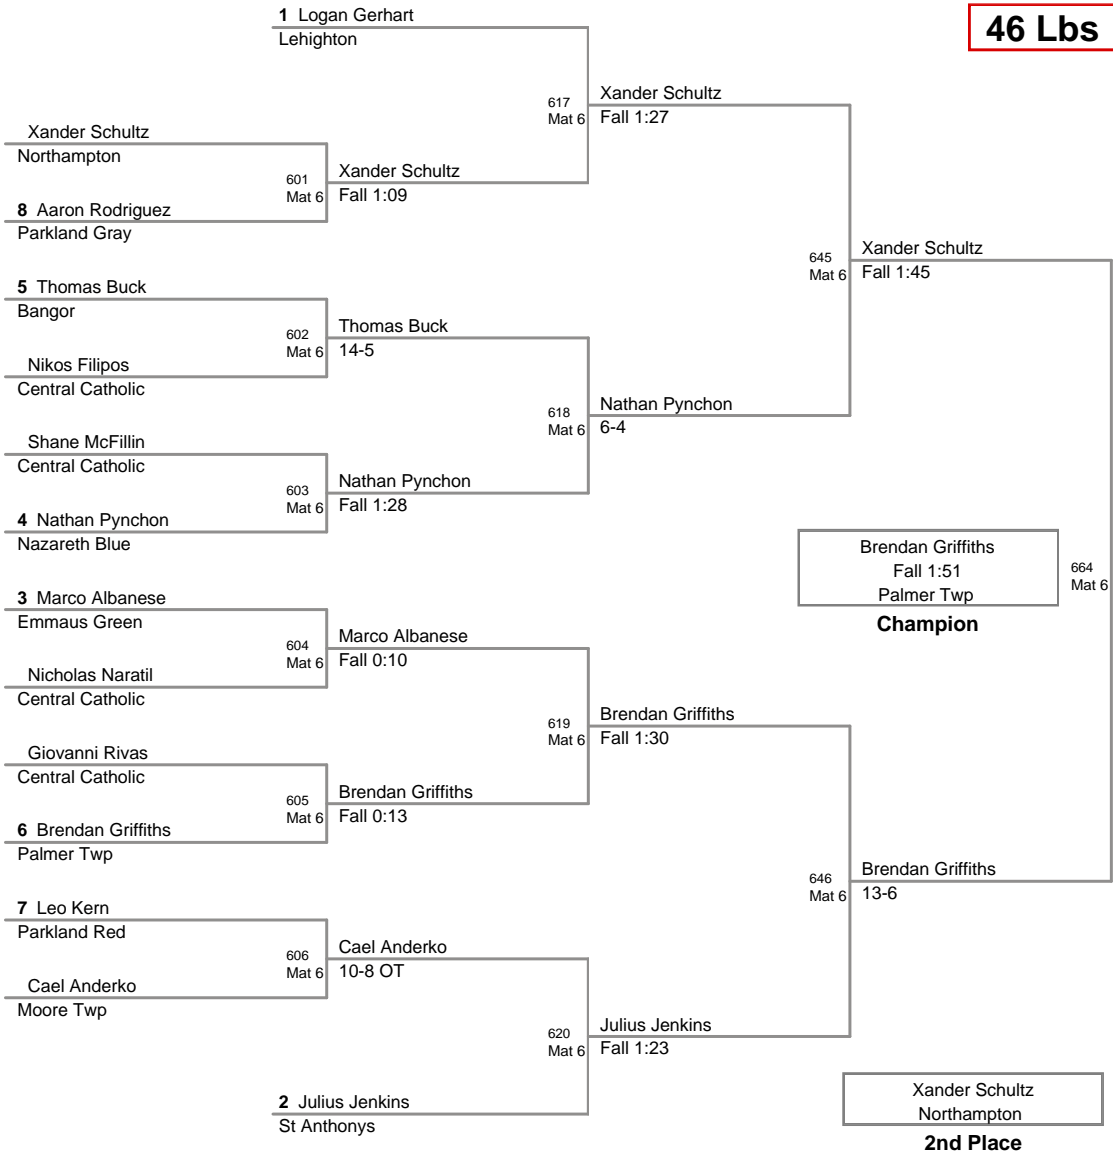 1 Logan Gerhart
Lehighton
46 Lbs
617
Mat 6
Xander Schultz
Fall 1:27
Xander Schultz
Northampton
601
Mat 6
Xander Schultz
Fall 1:09
8 Aaron Rodriguez
Parkland Gray
645
Mat 6
Xander Schultz
Fall 1:45
5 Thomas Buck
Bangor
602
Mat 6
Thomas Buck
14-5
Nikos Filipos
Central Catholic
618
Mat 6
Nathan Pynchon
6-4
Shane McFillin
Central Catholic
603
Mat 6
Nathan Pynchon
Fall 1:28
4 Nathan Pynchon
Nazareth Blue
Brendan Griffiths
Fall 1:51
Palmer Twp
Champion
664
Mat 6
3 Marco Albanese
Emmaus Green
604
Mat 6
Marco Albanese
Fall 0:10
Nicholas Naratil
Central Catholic
619
Mat 6
Brendan Griffiths
Fall 1:30
Giovanni Rivas
Central Catholic
605
Mat 6
Brendan Griffiths
Fall 0:13
6 Brendan Griffiths
Palmer Twp
646
Mat 6
Brendan Griffiths
13-6
7 Leo Kern
Parkland Red
606
Mat 6
Cael Anderko
10-8 OT
Cael Anderko
Moore Twp
620
Mat 6
Julius Jenkins
Fall 1:23
2 Julius Jenkins
St Anthonys
Xander Schultz
Northampton
2nd Place